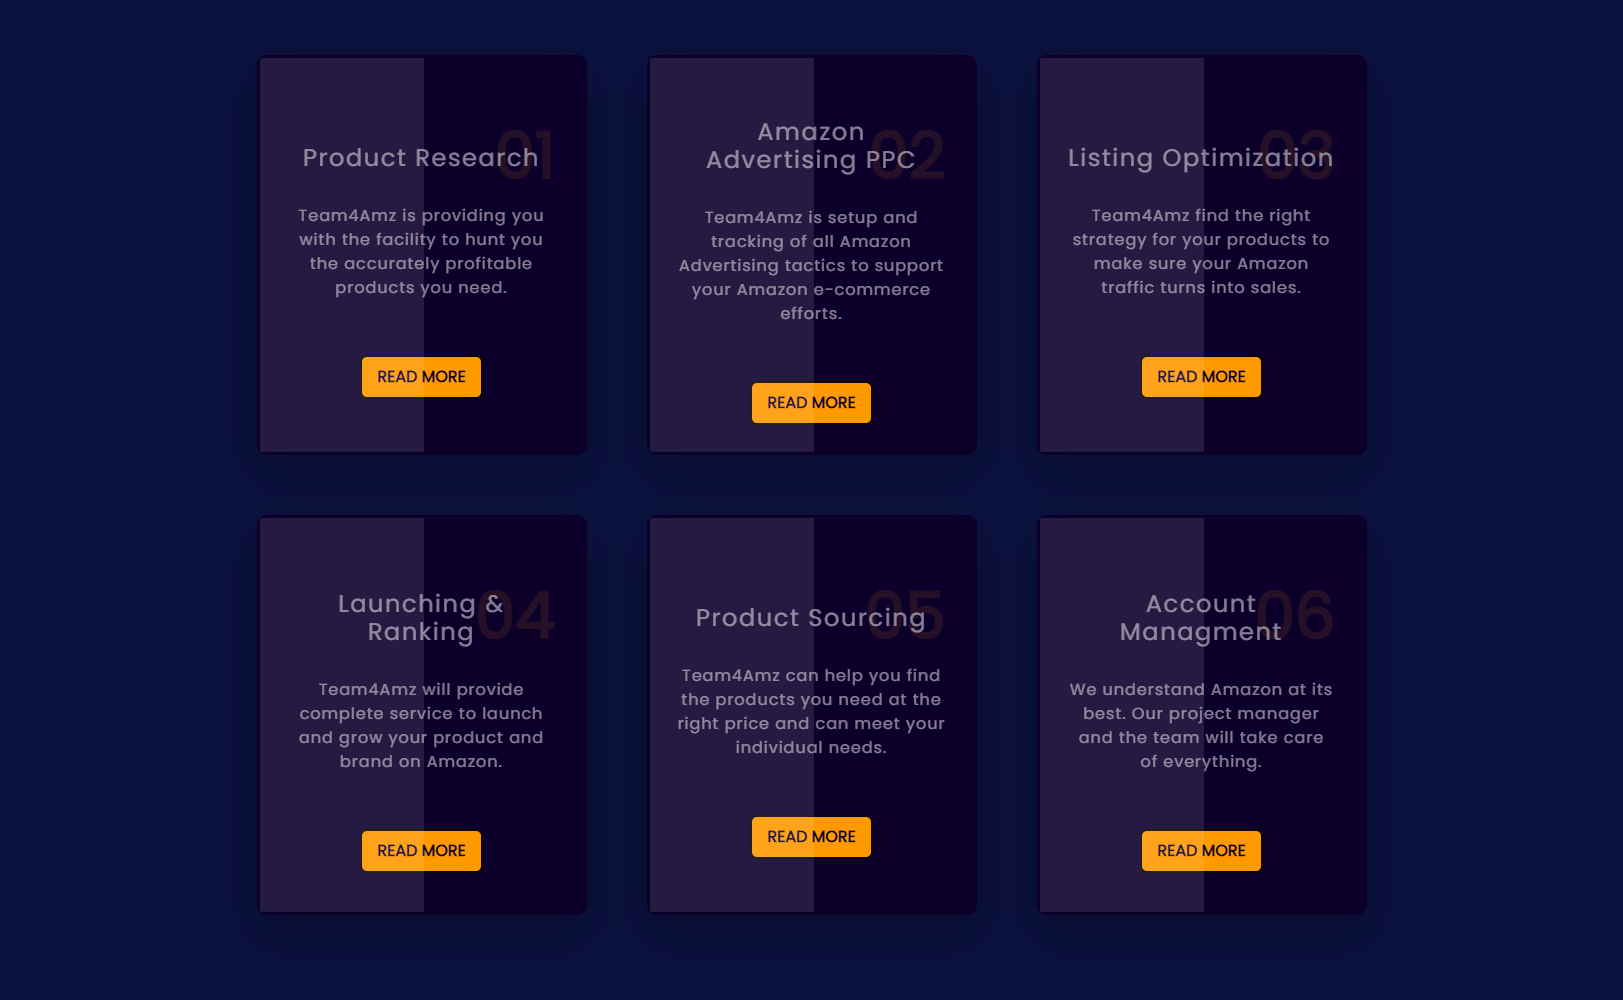 01
Product Research
Team4Amz is providing you
with the facility to hunt you
the accurately profitable
products you need.
READ MORE
02
Amazon
Advertising PPC
Team4Amz is setup and
tracking of all Amazon
Advertising tactics to support
your Amazon e-commerce
efforts.
READ MORE
03
Listing Optimization
Team4Amz find the right
strategy for your products to
make sure your Amazon
traffic turns into sales.
READ MORE
04
Launching &
Ranking
Team4Amz will provide
complete service to launch
and grow your product and
brand on Amazon.
READ MORE
05
Product Sourcing
Team4Amz can help you find
the products you need at the
right price and can meet your
individual needs.
READ MORE
06
Account
Managment
We understand Amazon at its
best. Our project manager
and the team will take care
of everything.
READ MORE